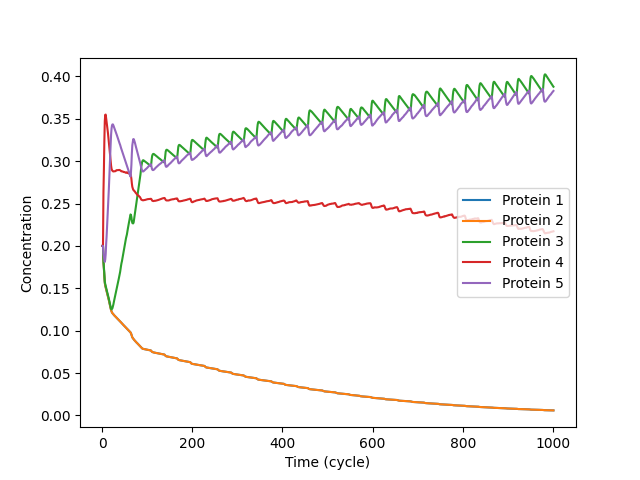 Concentration
0.40
0.35
0.30
0.25
0.20
0.15
0.10
0.05
0.00
Protein 1
Protein 2
Protein 3
Protein 4
Protein 5
0 200 400 600 800 1000
Time (cycle)